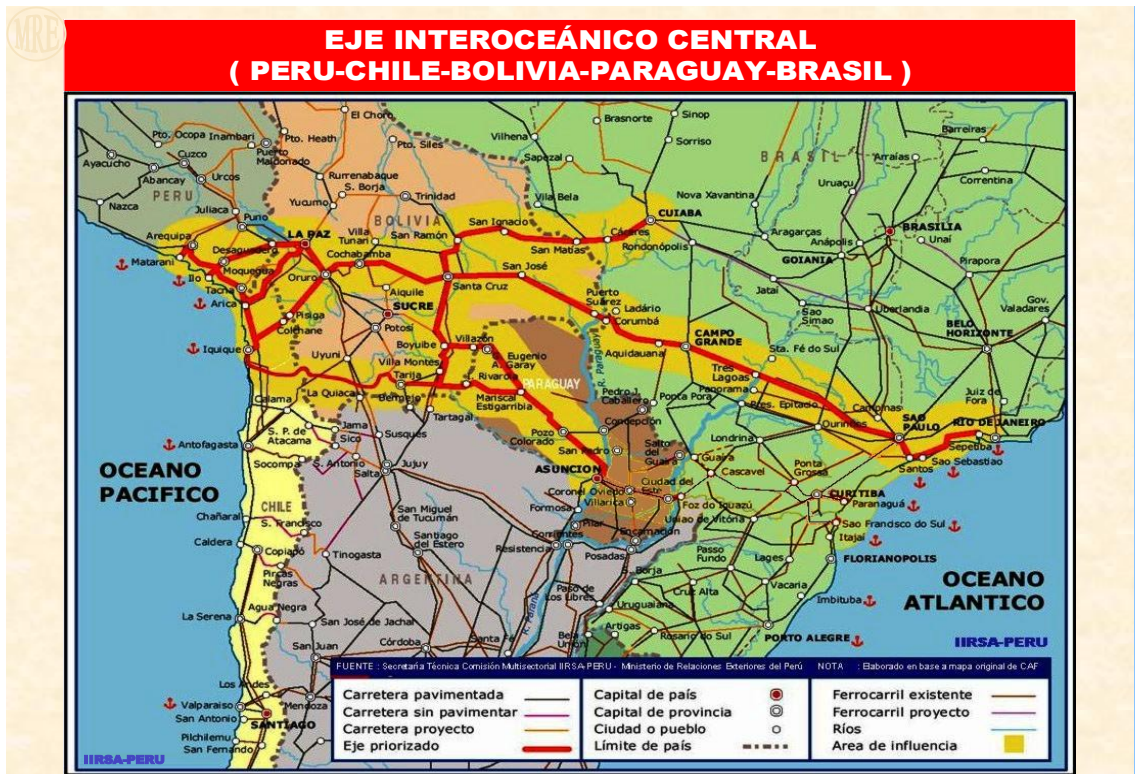 MRE
EJE INTEROCEÁNICO CENTRAL
( PERU-CHILE-BOLIVIA-PARAGUAY-BRASIL )
El Choro
Brasnorte
Sinop
Pto. Ocopa
Inambari
Pto. Heath
Pto. Siles
Vilhena
Sorriso
Barreiras
Ayacucho
Cuzco
Puerto
Maldonado
Sapezal
BRASIL
Arraías
Abancay
Urcos
Rurrenabaque
S. Borja
Trinidad
Vila Bela
Nova Xavantina
Uruaçu
Correntina
PERU
Nazca
Juliaca
Puno
Yucumo
BOLIVIA
San Ignacio
CUIABA
Arequipa
LA PAZ
Villa
Tunari
San Ramón
Cáceres
Aragarças
Anápolis
BRASILIA
Unaí
Desaguadero
Cochabamba
San Matías
Rondonópolis
GOIANIA
Matarani
Moquegua
Oruro
San José
Pirapora
Ilo
Tacna
Aiquile
Santa Cruz
Puerto
Suárez
Ladário
Jataí
Arica
SUCRE
Corumbá
Sao
Simao
Uberlandia
Gov.
Valadares
Pisiga
Colchane
Potosí
BELO
HORIZONTE
Iquique
Boyuibe
Villazón
CAMPO
GRANDE
Uyuni
Villa Montes
G. Eugenio
A. Garay
Aquidauana
Sta. Fé do Sul
Tarija
I. Rivarola
PARAGUAY
R. Paraguay
Tres
Lagoas
La Quiaca
Bermejo
Mariscal
Estigarribia
Pedro J.
Caballero
Panorama
Juiz de
Fora
Calama
Tartagal
Ponta Pora
Pres. Epitacio
Campinas
S. P. de
Atacama
Jama
Sico
Susques
Pozo
Colorado
Concepción
Ourinhos
SAO
PAULO
RIO DE JANEIRO
Antofagasta
San Pedro
Salto
del
Guaira
Londrina
Sepetiba
Socompa
S. Antonio
Jujuy
Salta
ASUNCION
Guaira
Cascavel
Ponta
Grossa
Santos
Sao Sebastiao
OCEANO
PACIFICO
Coronel Oviedo
Villarica
Ciudad del
Este
CURITIBA
CHILE
Formosa
Foz do Iguazú
Paranaguá
Chañaral
S. Francisco
San Miguel
de Tucumán
Pilar
Uniao de Vitória
Sao Francisco do Sul
Caldera
Santiago
del Estero
Corrientes
Encarnación
Itajaí
Copiapó
Tinogasta
Resistencia
Posadas
Passo
Fundo
Lages
FLORIANOPOLIS
Pircas
Negras
ARGENTINA
S. Borja
Vacaria
OCEANO
ATLANTICO
Paso de
Los Libres
Cruz Alta
Imbituba
Agua Negra
Uruguaiana
La Serena
San José de Jachal
R. Paraná
Artigas
San Juan
Córdoba
Santa Fé
Bela
Unión
Rosario do Sul
PORTO ALEGRE
IIRSA-PERU
FUENTE : Secretaría Técnica Comisión Multisectorial IIRSA-PERU - Ministerio de Relaciones Exteriores del Perú NOTA : Elaborado en base a mapa original de CAF
Los Andes
Valparaiso
Mendoza
San Antonio
SANTIAGO
Pilchilemu
San Fernando
IIRSA-PERU
Carretera pavimentada
Carretera sin pavimentar
Carretera proyecto
Eje priorizado
Capital de país
Capital de provincia
Ciudad o pueblo
Límite de país
Ferrocarril existente
Ferrocarril proyecto
Ríos
Area de influencia